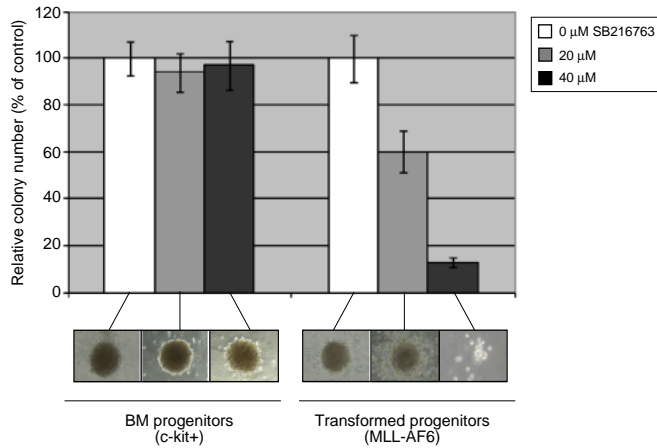 Relative colony number (% of control)
120
100
80
60
40
20
0
0 µM SB216763
20 µM
40 µM
BM progenitors
(c-kit+)
Transformed progenitors
(MLL-AF6)